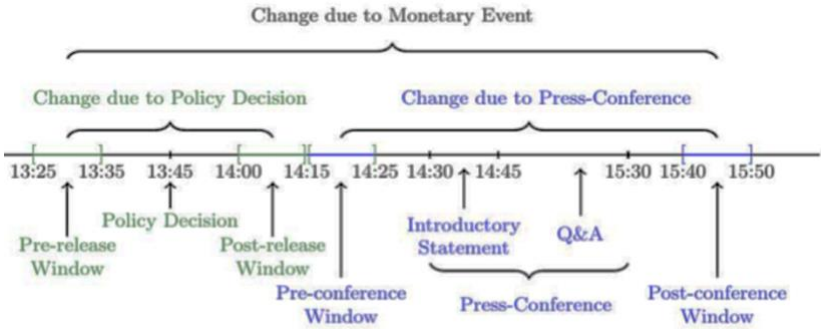 Change due to Monetary Event
Change due to Policy Decision
Change due to Press-Conference
13:25 13:35 13:45 14:00 14:15 14:25 14:30 14:45 15:30 15:40 15:50
Policy Decision
Introductory
Statement
Q&A
Pre-release
Window
Post-release
Window
Pre-conference
Window
Press-Conference
Post-conference
Window